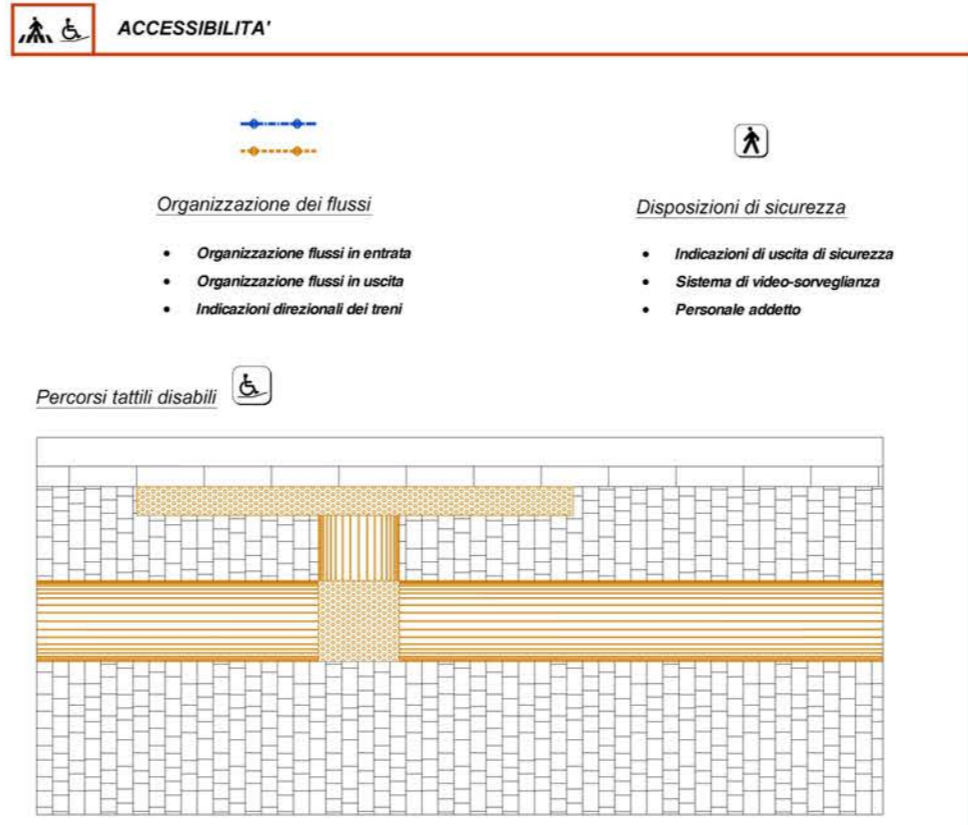 ACCESSIBILITA'
Organizzazione dei flussi
• Organizzazione flussi in entrata
• Organizzazione flussi in uscita
• Indicazioni direzionali dei treni
Disposizioni di sicurezza
• Indicazioni di uscita di sicurezza
• Sistema di video-sorveglianza
• Personale addetto
Percorsi tattili disabili